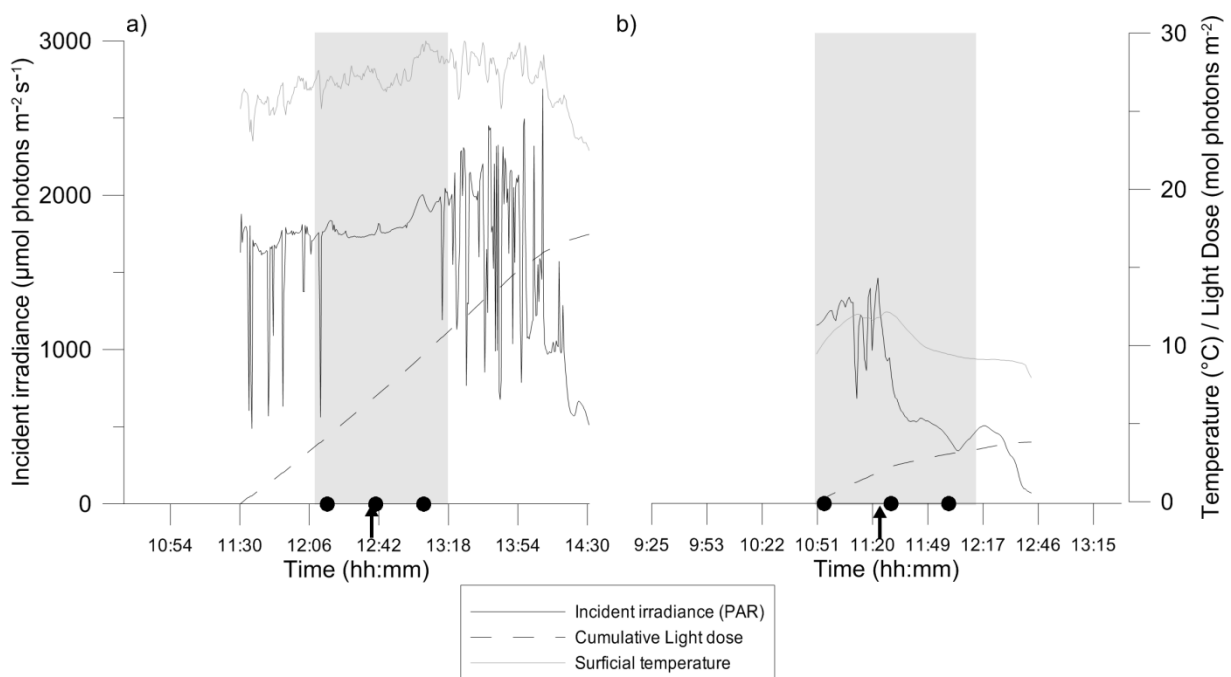 a)
b)
3000
2000
1000
0
Incident irradiance (µmol photons m⁻² s⁻¹)
10:54 11:30 12:06 12:42 13:18 13:54 14:30
Time (hh:mm)
9:25 9:53 10:22 10:51 11:20 11:49 12:17 12:46 13:15
Time (hh:mm)
30
20
10
0
Temperature (°C) / Light Dose (mol photons m⁻²)
Incident irradiance (PAR)
Cumulative Light dose
Surficial temperature